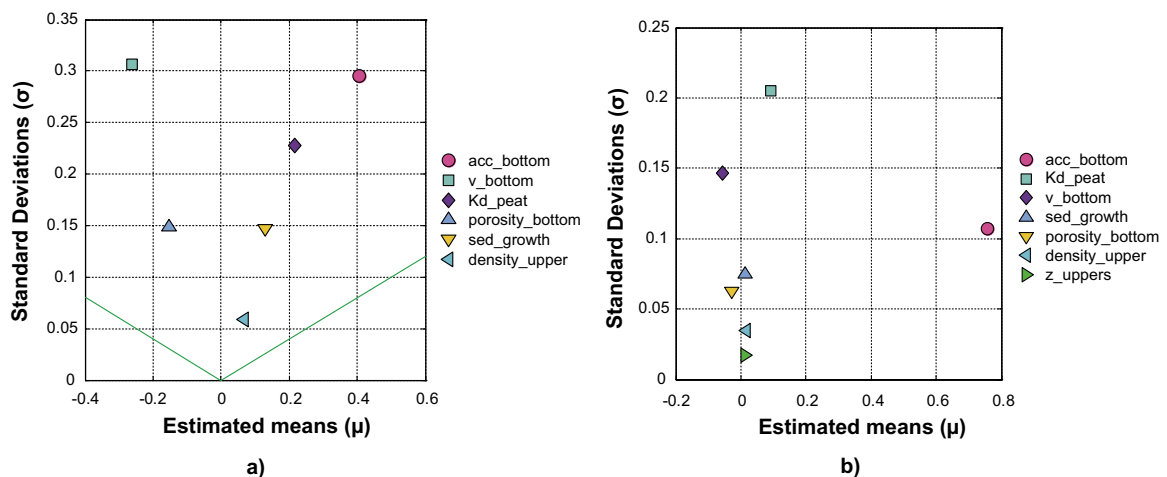 0.35
0.3
0.25
0.2
0.15
0.1
0.05
0
-0.4
-0.2
0
0.2
0.4
0.6
Standard Deviations (σ)
Estimated means (μ)
acc_bottom
v_bottom
Kd_peat
porosity_bottom
sed_growth
density_upper
a)
0.25
0.2
0.15
0.1
0.05
0
-0.2
0
0.2
0.4
0.6
0.8
Standard Deviations (σ)
Estimated means (μ)
acc_bottom
Kd_peat
v_bottom
sed_growth
porosity_bottom
density_upper
z_uppers
b)